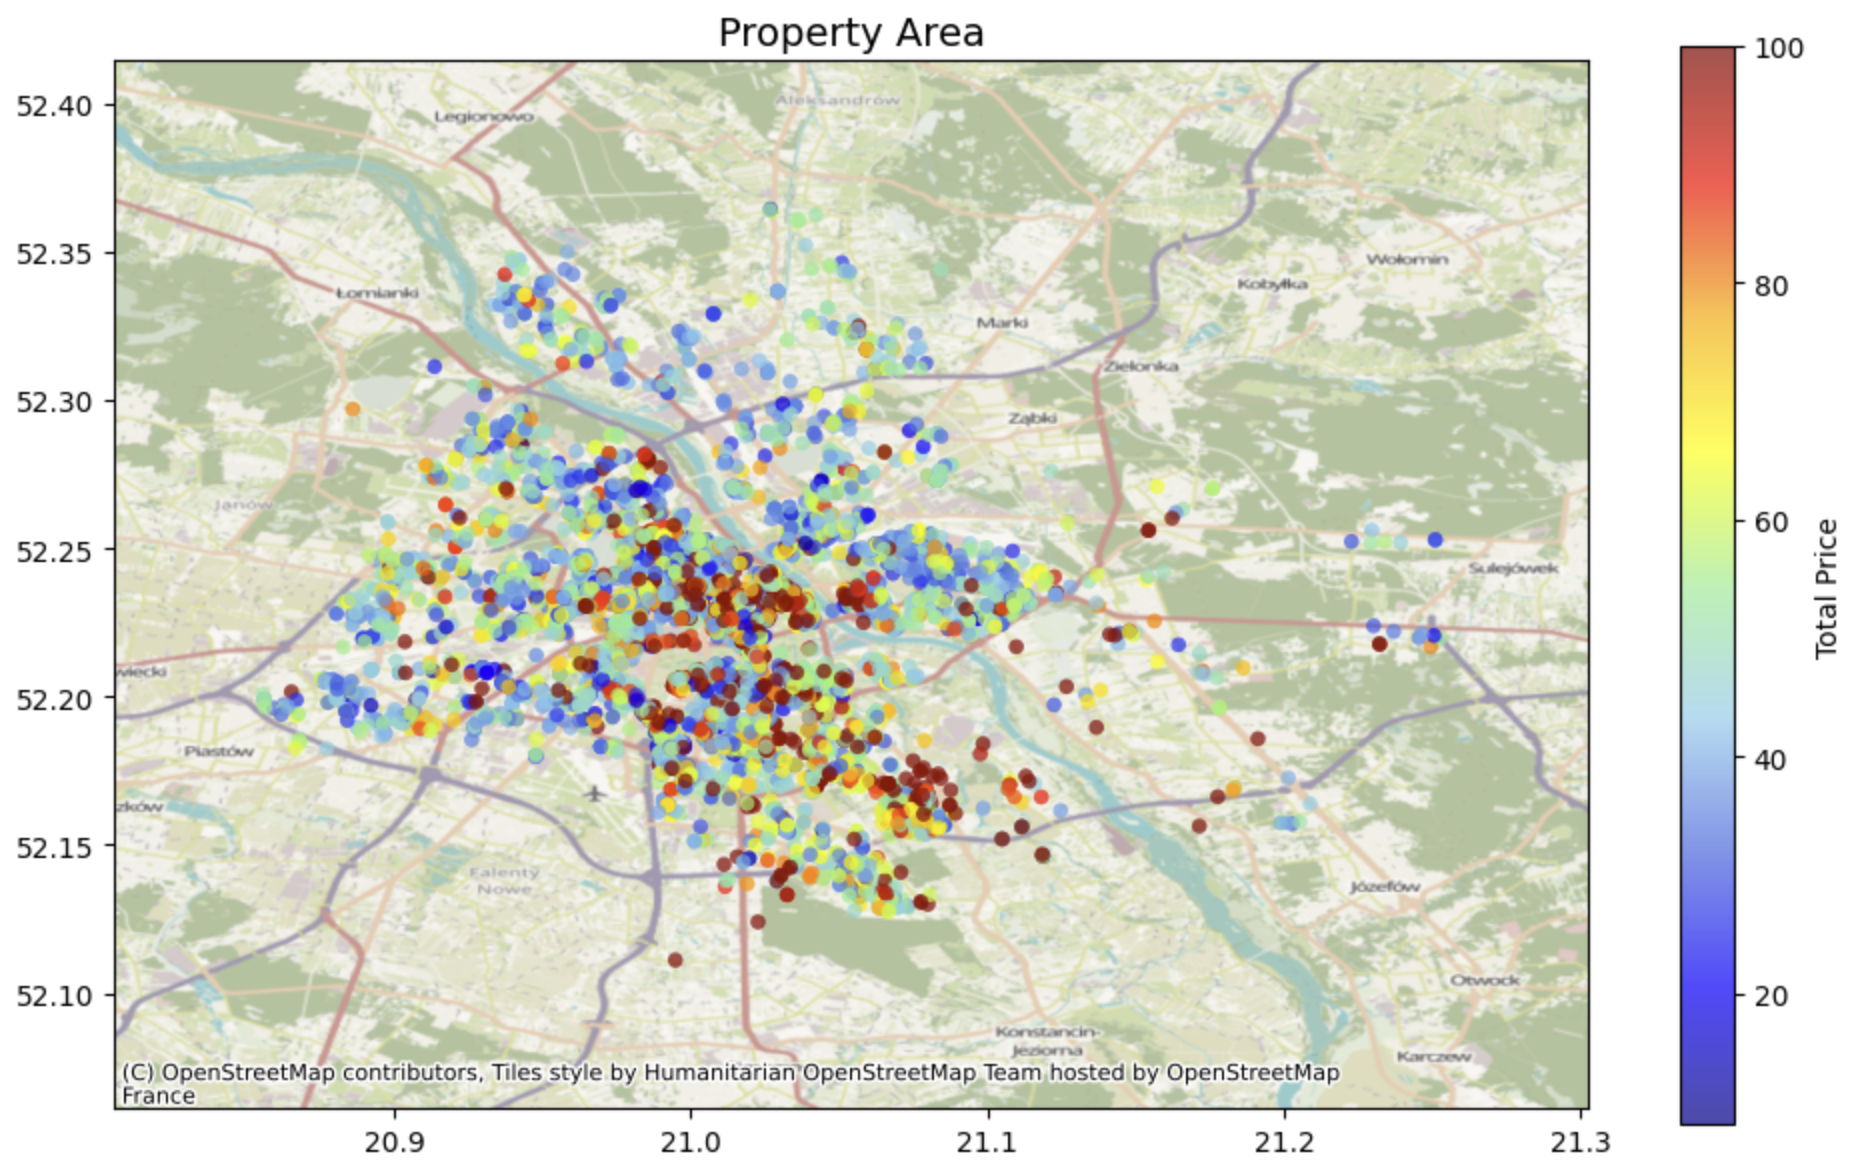 Property Area
52.40
52.35
52.30
52.25
52.20
52.15
52.10
20.9
21.0
21.1
21.2
21.3
Legionowo
Aleksandrów
Łomianki
Wołomin
Kobyłka
Marki
Zielonka
Ząbki
Janów
Sulejówek
wiecki
Piastów
zków
Falenty
Nowe
Józefów
Otwock
Konstancin-
Jeziorna
Karczew
(C) OpenStreetMap contributors, Tiles style by Humanitarian OpenStreetMap Team hosted by OpenStreetMap
France
100
80
60
40
20
Total Price